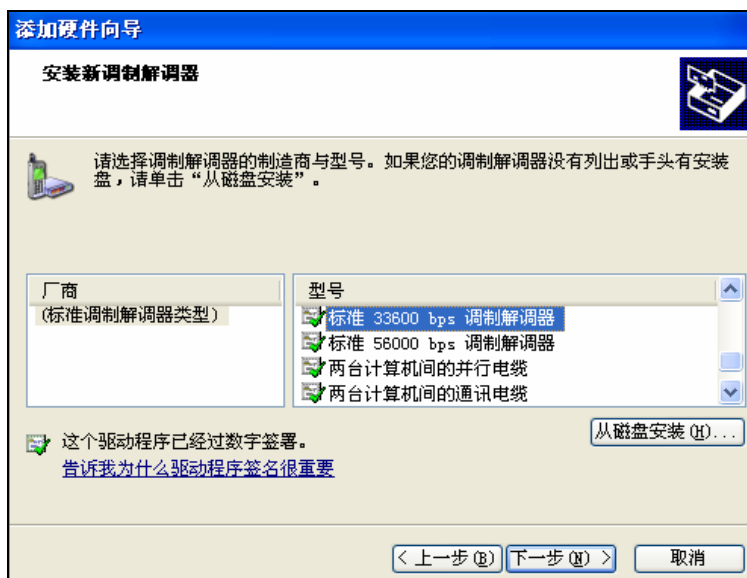 添加硬件向导
安装新调制解调器
请选择调制解调器的制造商与型号。如果您的调制解调器没有列出或手头有安装
盘，请单击“从磁盘安装”。
厂商
(标准调制解调器类型)
型号
标准 33600 bps 调制解调器
标准 56000 bps 调制解调器
两台计算机间的并行电缆
两台计算机间的通讯电缆
这个驱动程序已经过数字签署。
告诉我为什么驱动程序签名很重要
从磁盘安装(H)...
< 上一步(B)
下一步(N) >
取消